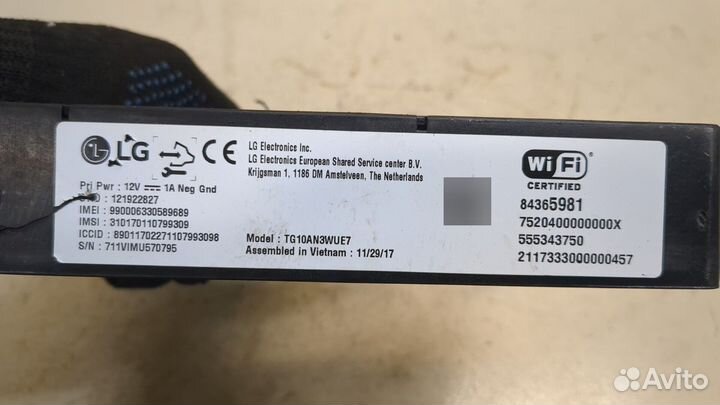 LG
CE
LG Electronics Inc.
LG Electronics European Shared Service center B.V.
Krijgsman 1, 1186 DM Amstelveen, The Netherlands
Pri Pwr : 12V 1A Neg Gnd
: 121922827
IMEI : 990006330589689
IMSI : 310170110799309
ICCID : 89011702271107993098
S/N : 711VIMU570795
Model : TG10AN3WUE7
Assembled in Vietnam : 11/29/17
Wi Fi
CERTIFIED
84365981
7520400000000X
555343750
2117333000000457
Avito